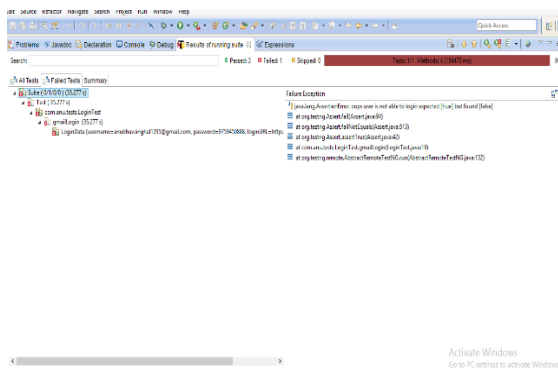 Edit Source Refactor Navigate Search Project Run Window Help
Quick Access
Problems Javadoc Declaration Console Debug Results of running suite Expressions
Search: Passed: 3 Failed: 1 Skipped: 0 Tests: 1/1 Methods: 4
All Tests Failed Tests Summary
Suite (0/1/0/0) (35.277 s)
Test (35.277 s)
com.anu.tests.LoginTest
gmailLogin (35.277 s)
Failure Exception
java.lang.AssertionError: oops user is not able to login expected [true] but found [false]
at org.testng.Assert.fail(Assert.java:94)
at org.testng.Assert.failNotEquals(Assert.java:513)
at org.testng.Assert.assertTrue(Assert.java:42)
at com.anu.tests.LoginTest.gmailLogin(LoginTest.java:19)
at org.testng.remote.AbstractRemoteTestNG.run(AbstractRemoteTestNG.java:132)
Activate Windows
Go to PC settings to activate Windows